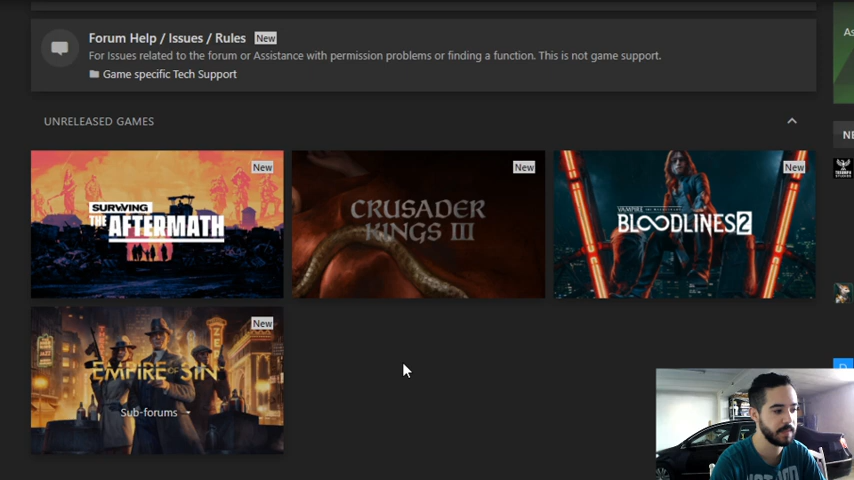 Forum Help / Issues / Rules New
For Issues related to the forum or Assistance with permission problems or finding a function. This is not game support.
Game specific Tech Support
UNRELEASED GAMES
New
SURVIVING
THE AFTERMATH
New
CRUSADER
KINGS III
New
VAMPIRE
BLOODLINES 2
New
EMPIRE OF SIN
Sub-forums
As
NE
D